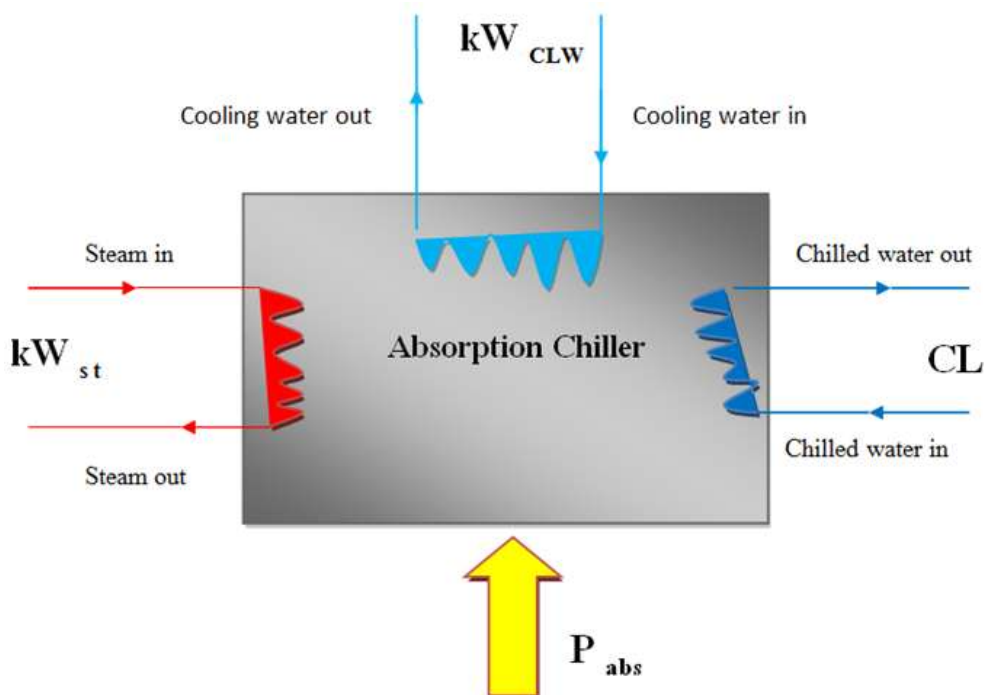 kW CLW
Cooling water out
Cooling water in
Steam in
Chilled water out
kW st
Absorption Chiller
CL
Steam out
Chilled water in
P abs